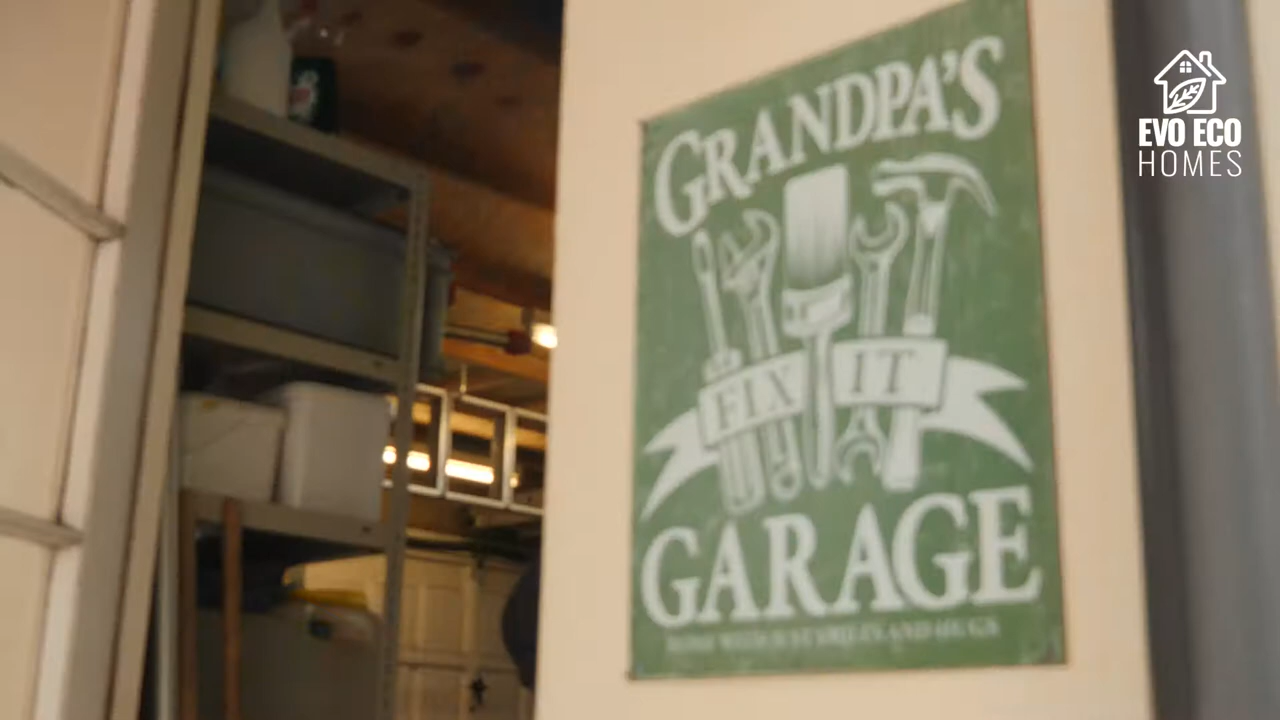 GRANDPA'S
FIX IT
GARAGE
EVO ECO
HOMES